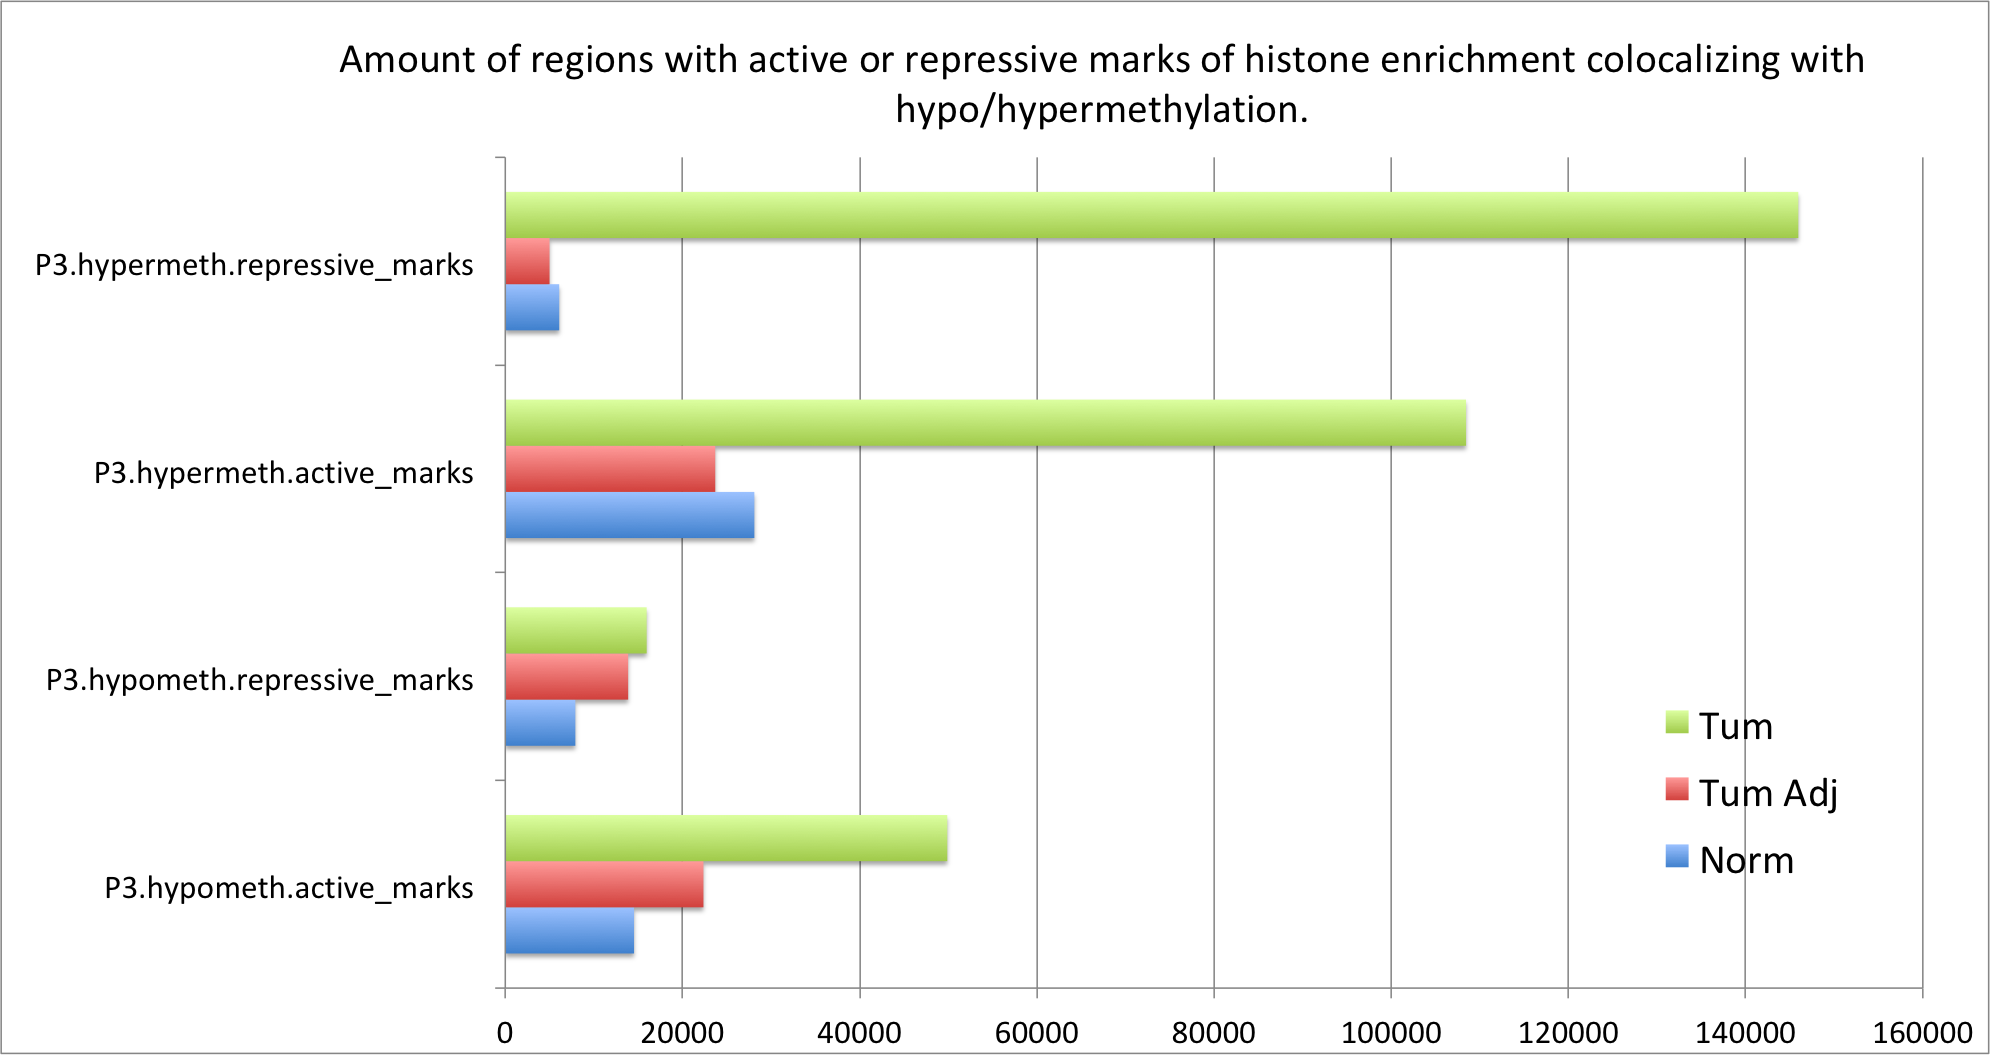 Amount of regions with active or repressive marks of histone enrichment colocalizing with
hypo/hypermethylation.
P3.hypermeth.repressive_marks
P3.hypermeth.active_marks
P3.hypometh.repressive_marks
P3.hypometh.active_marks
Tum
Tum Adj
Norm
0 20000 40000 60000 80000 100000 120000 140000 160000